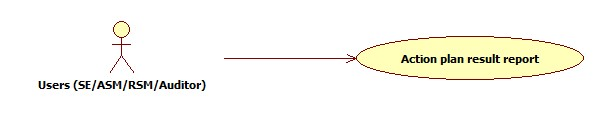 Action plan result report
Users (SE/ASM/RSM/Auditor)